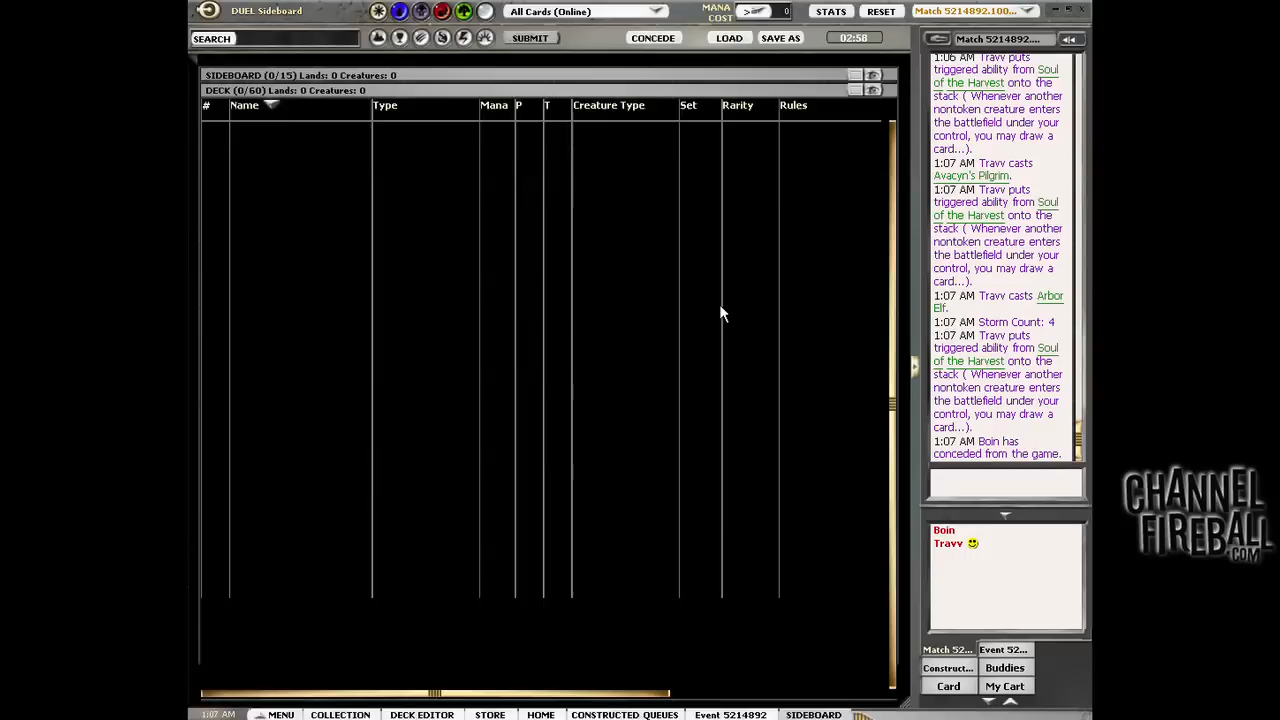 DUEL Sideboard
All Cards (Online)
MANA COST
>=
0
STATS
RESET
Match 5214892.100...
SEARCH
SUBMIT
CONCEDE
LOAD
SAVE AS
02:58
Match 5214892....
SIDEBOARD (0/15) Lands: 0 Creatures: 0
DECK (0/60) Lands: 0 Creatures: 0
# Name Type Mana P T Creature Type Set Rarity Rules
1:06 AM Travv puts
triggered ability from Soul
of the Harvest onto the
stack ( Whenever another
nontoken creature enters
the battlefield under your
control, you may draw a
card...).
1:07 AM Travv casts
Avacyn's Pilgrim.
1:07 AM Travv puts
triggered ability from Soul
of the Harvest onto the
stack ( Whenever another
nontoken creature enters
the battlefield under your
control, you may draw a
card...).
1:07 AM Travv casts Arbor
Elf.
1:07 AM Storm Count: 4
1:07 AM Travv puts
triggered ability from Soul
of the Harvest onto the
stack ( Whenever another
nontoken creature enters
the battlefield under your
control, you may draw a
card...).
1:07 AM Boin has
conceded from the game.
Boin
Travv
Match 52... Event 52...
Construct... Buddies
Card My Cart
CHANNEL
FIREBALL
.COM
1:07 AM MENU COLLECTION DECK EDITOR STORE HOME CONSTRUCTED QUEUES Event 5214892 SIDEBOARD